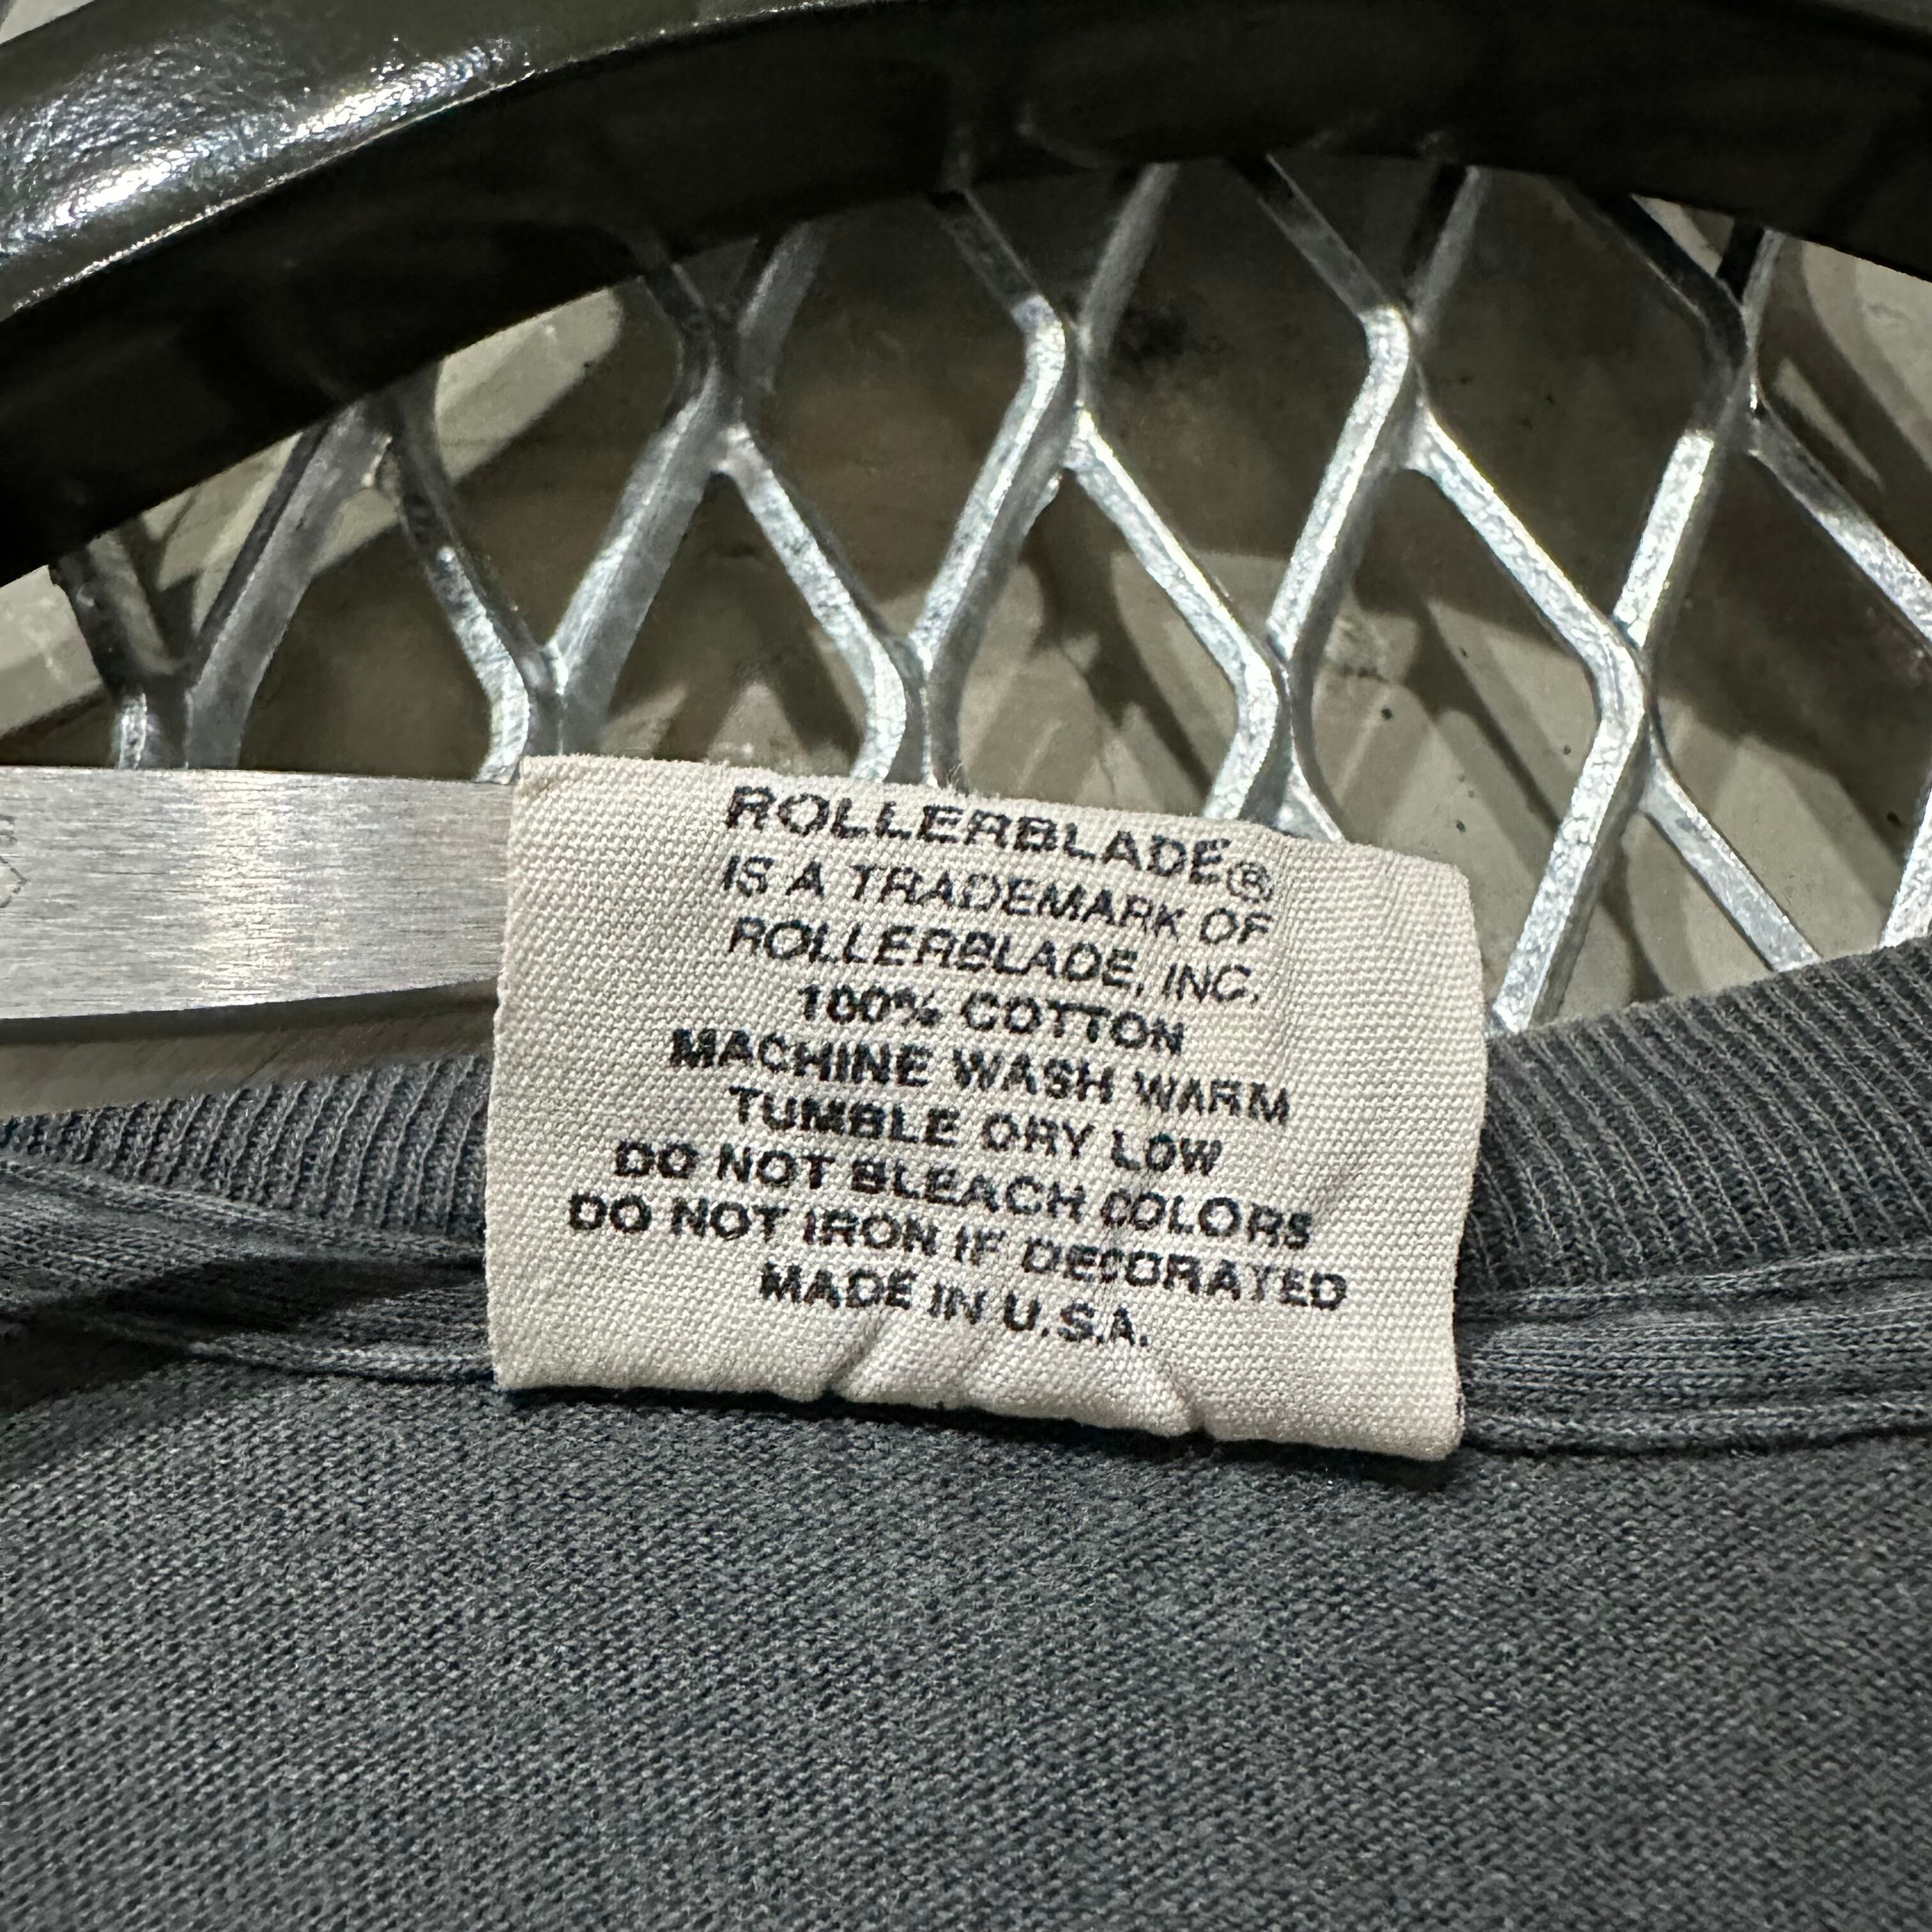 ROLLERBLADE®
IS A TRADEMARK OF
ROLLERBLADE, INC.
100% COTTON
MACHINE WASH WARM
TUMBLE DRY LOW
DO NOT BLEACH COLORS
DO NOT IRON IF DECORATED
MADE IN U.S.A.